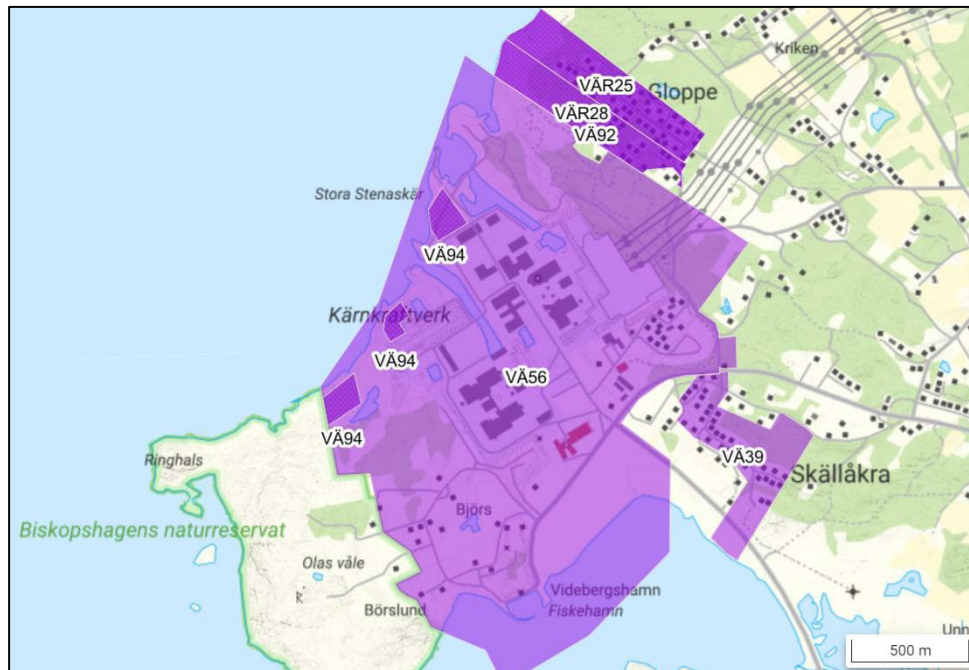 Kriken
VÄR25
Gloppe
VÄR28
VÄ92
Stora Stenaskär
VÄ94
Kärnkraftverk
VÄ94
VÄ56
VÄ94
VÄ39
Ringhals
Skällåkra
Björs
Biskopshagens naturreservat
Olas våle
Videbergshamn
Börslund
Fiskehamn
R
Unn
500 m